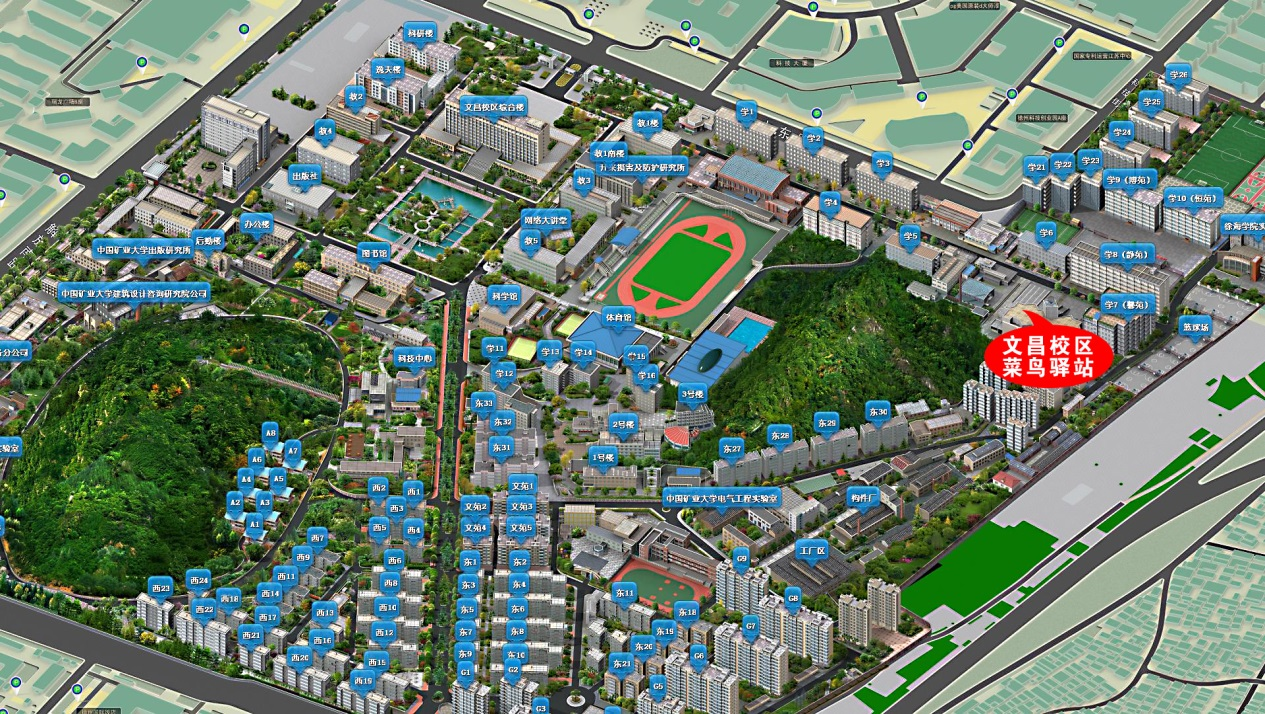 科研楼
逸夫楼
教2
教4
文昌校区综合楼
教1楼
教1南楼
教3
出版社
办公楼
后勤楼
中国矿业大学出版研究所
中国矿业大学建筑设计咨询研究院公司
图书馆
网络大讲堂
教5
科学馆
体育馆
科技中心
学1
学2
学3
学4
学5
学6
学7（馨苑）
学8（静苑）
学9（博苑）
学10（恒苑）
学21
学22
学23
学24
学25
学26
篮球场
文昌校区
菜鸟驿站
科技大厦
国家专利运营江苏中心
学11
学12
学13
学14
学15
学16
3号楼
2号楼
1号楼
东33
东32
东31
东27
东28
东29
东30
中国矿业大学电气工程实验室
构件厂
工厂区
A8
A7
A6
A5
A4
A3
A2
A1
西1
西2
西3
西4
西5
西6
西7
西8
西9
西10
西11
西12
西13
西14
西15
西16
西17
西18
西19
西20
西21
西22
西23
西24
文苑1
文苑2
文苑3
文苑4
文苑5
东1
东2
东3
东4
东5
东6
东7
东8
东9
东10
东11
东18
东19
东20
东21
G1
G2
G3
G5
G6
G7
G8
G9